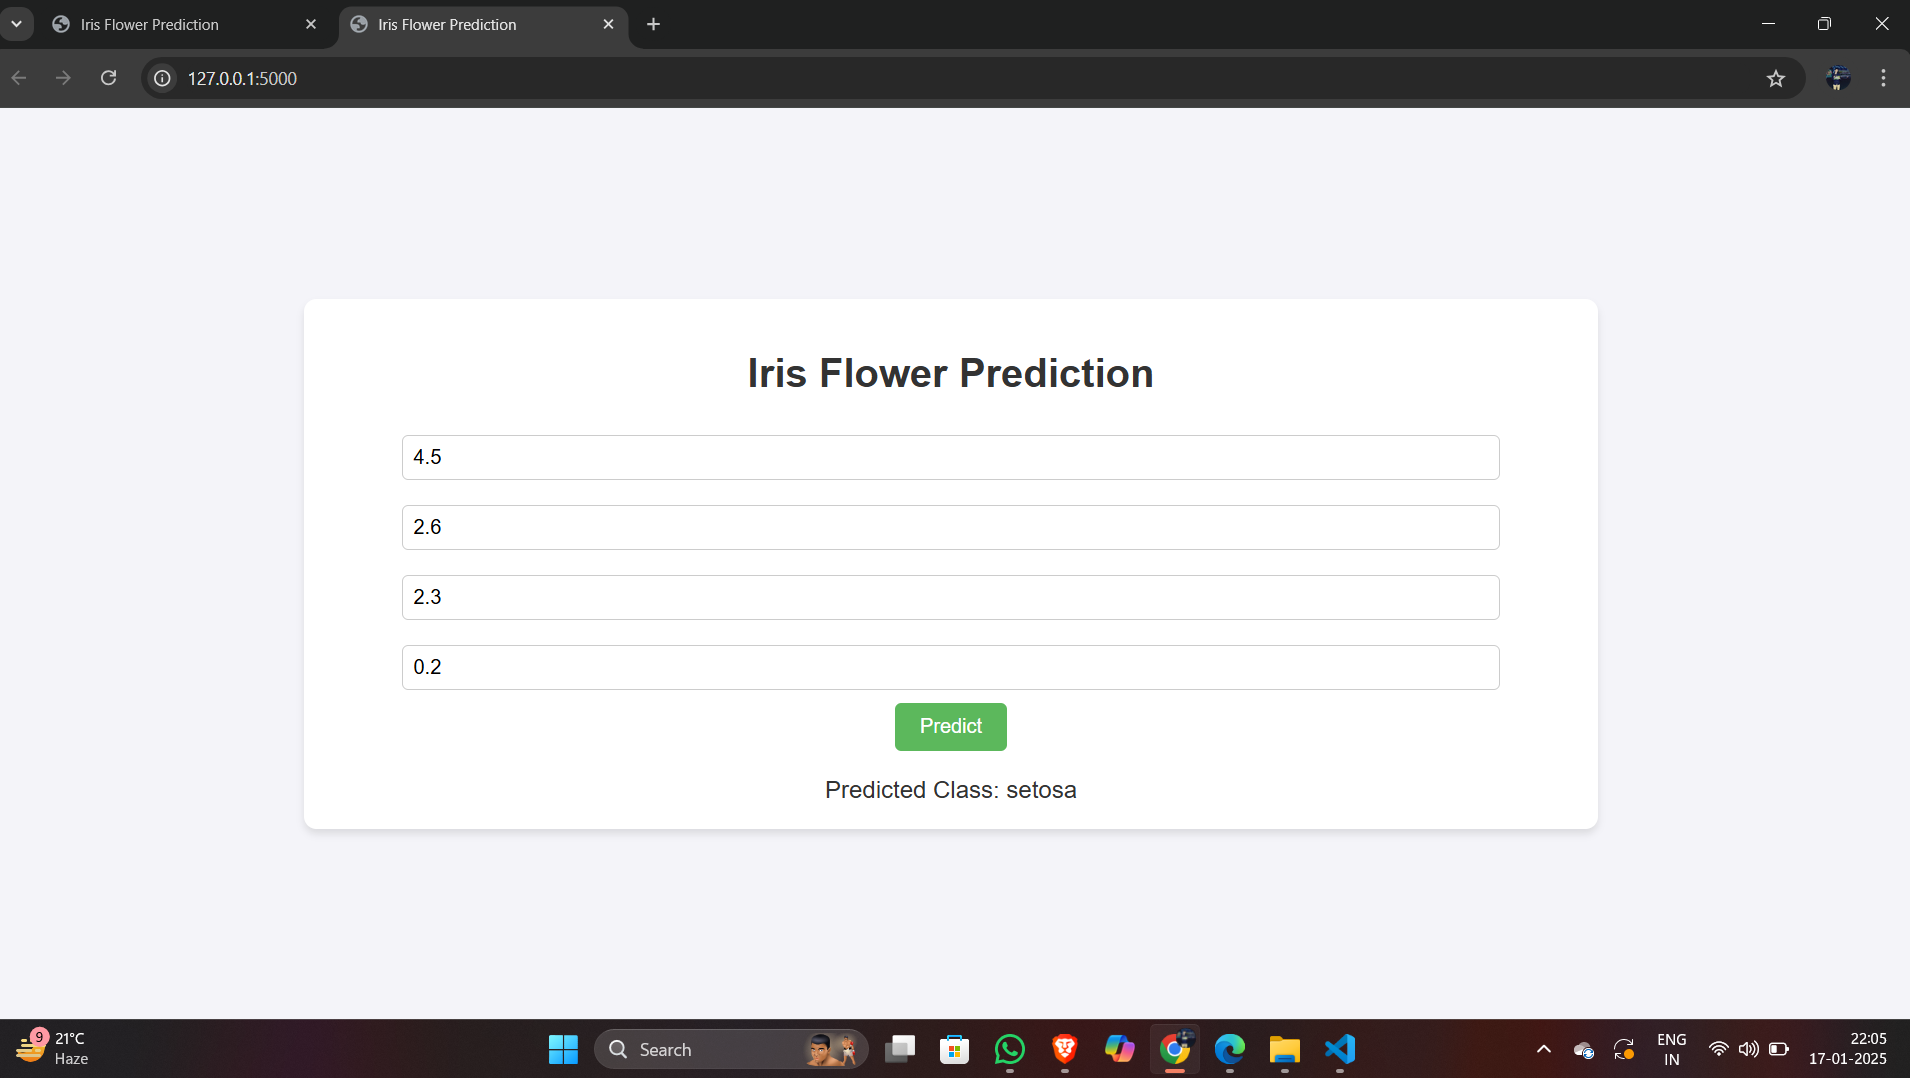 Iris Flower Prediction
Iris Flower Prediction
127.0.0.1:5000
Iris Flower Prediction
4.5
2.6
2.3
0.2
Predict
Predicted Class: setosa
9
21°C
Haze
Search
ENG
IN
22:05
17-01-2025